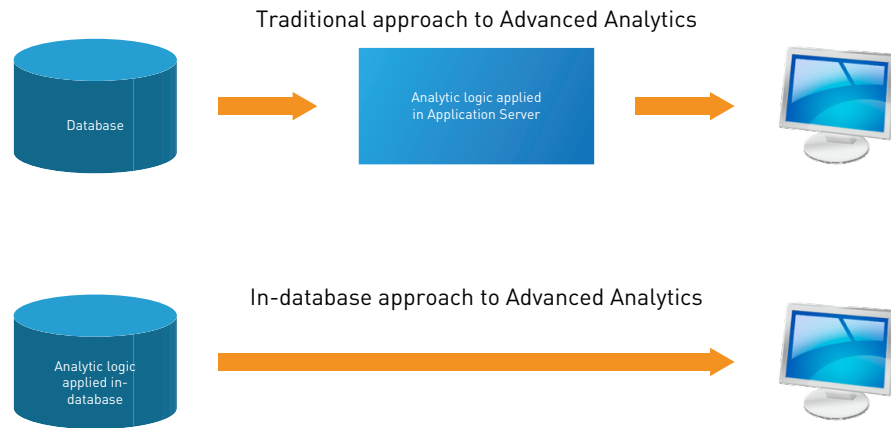 Traditional approach to Advanced Analytics
Database
Analytic logic applied
in Application Server
In-database approach to Advanced Analytics
Analytic logic
applied in-
database